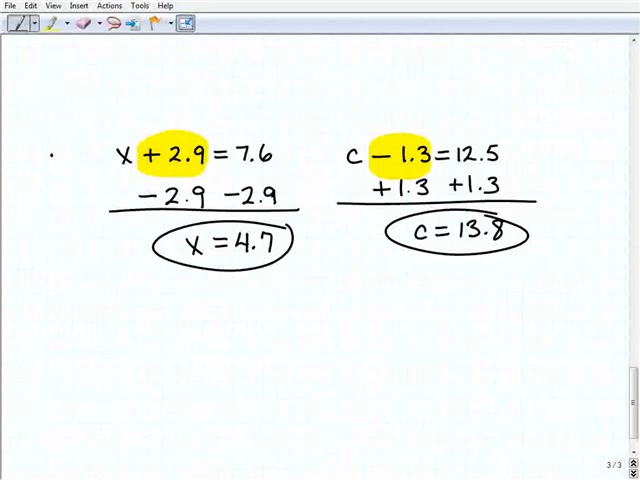 File Edit View Insert Actions Tools Help
x + 2.9 = 7.6
- 2.9 - 2.9
x = 4.7
c - 1.3 = 12.5
+ 1.3 + 1.3
c = 13.8
3/3